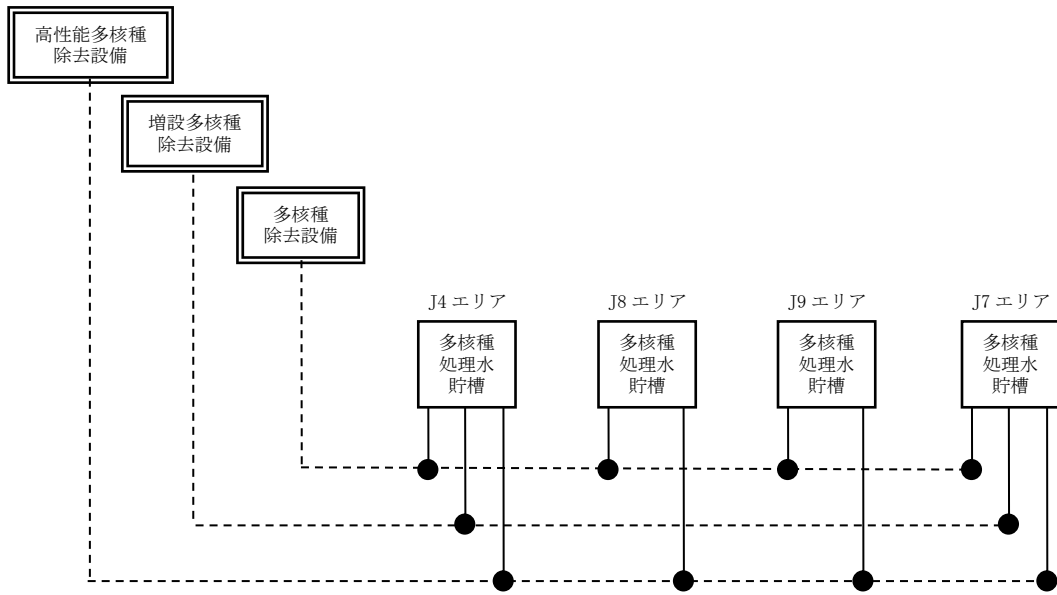 高性能多核種
除去設備
増設多核種
除去設備
多核種
除去設備
J4 エリア
多核種
処理水
貯槽
J8 エリア
多核種
処理水
貯槽
J9 エリア
多核種
処理水
貯槽
J7 エリア
多核種
処理水
貯槽